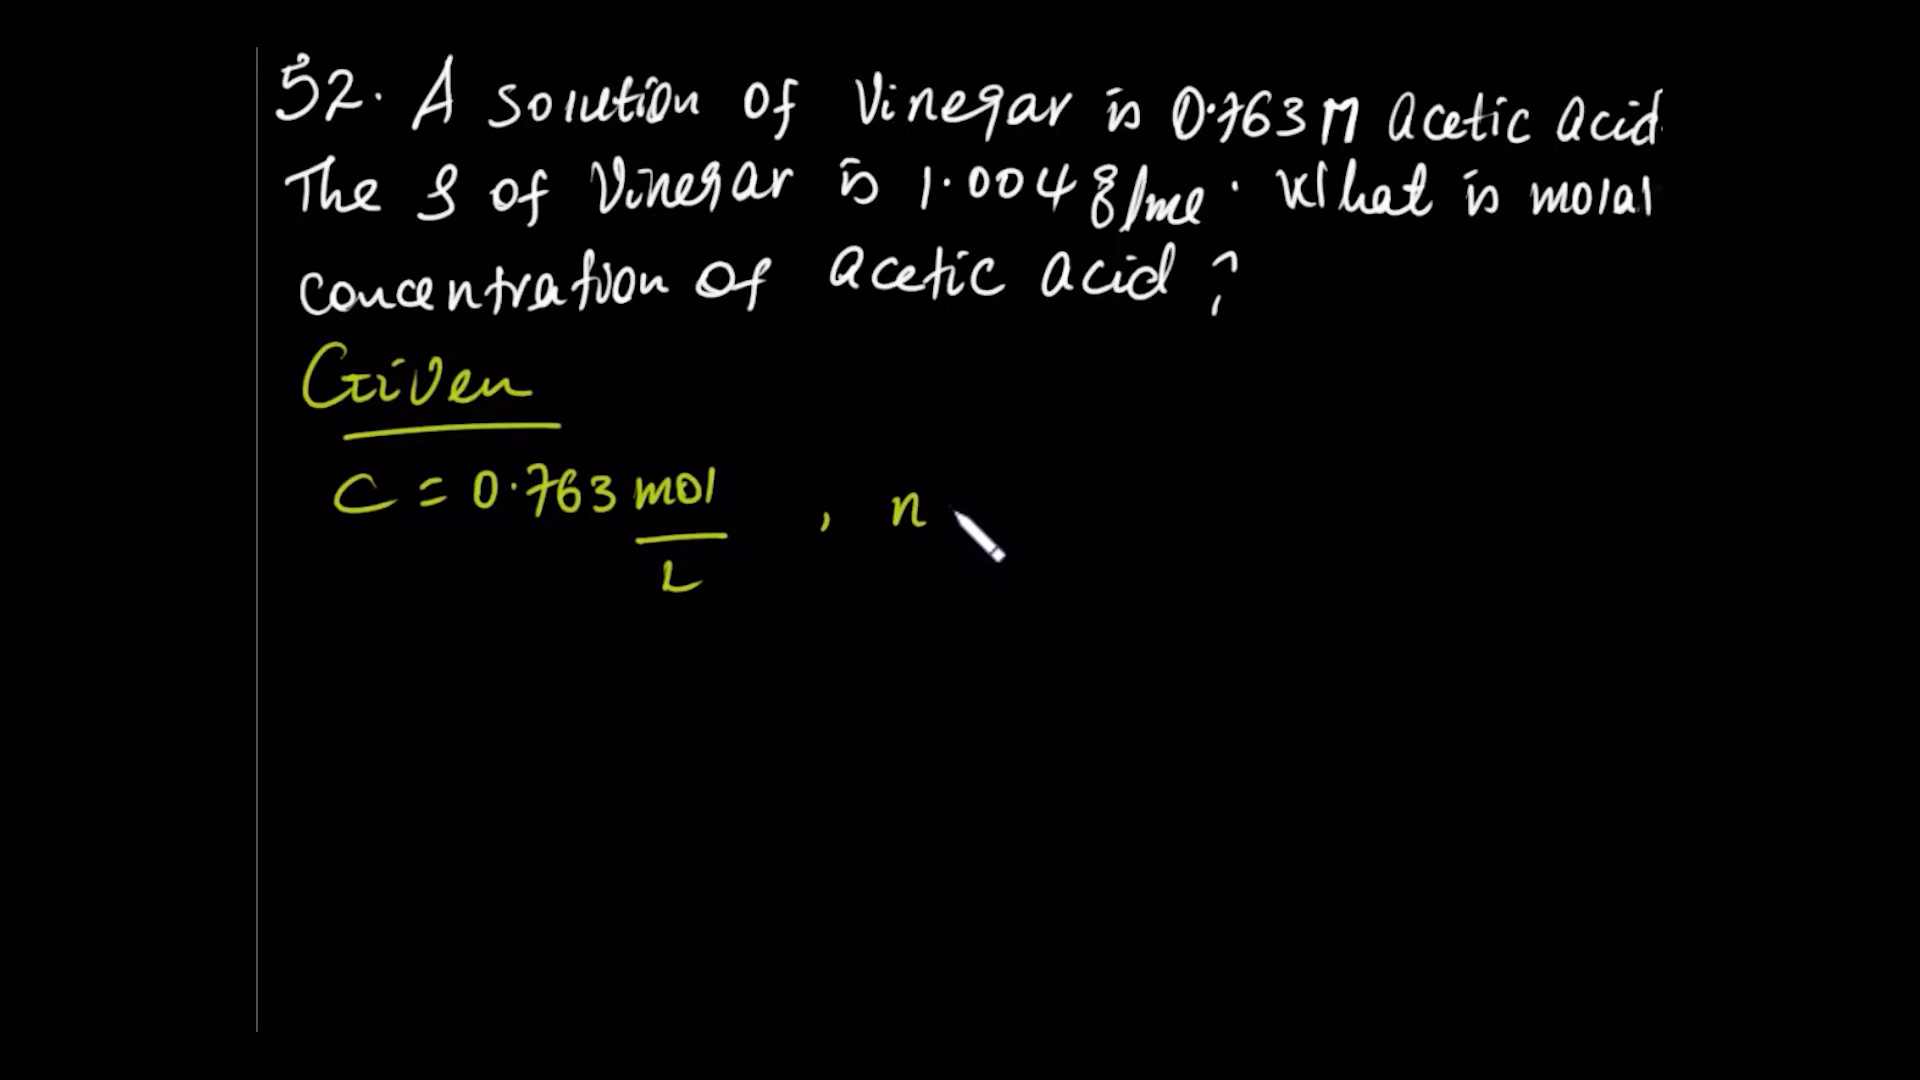 52. A solution of Vinegar is 0.763 M acetic acid.
The ρ of Vinegar is 1.004 g/ml. What is molal
concentration of acetic acid?
Given
C = 0.763 mol/L , n